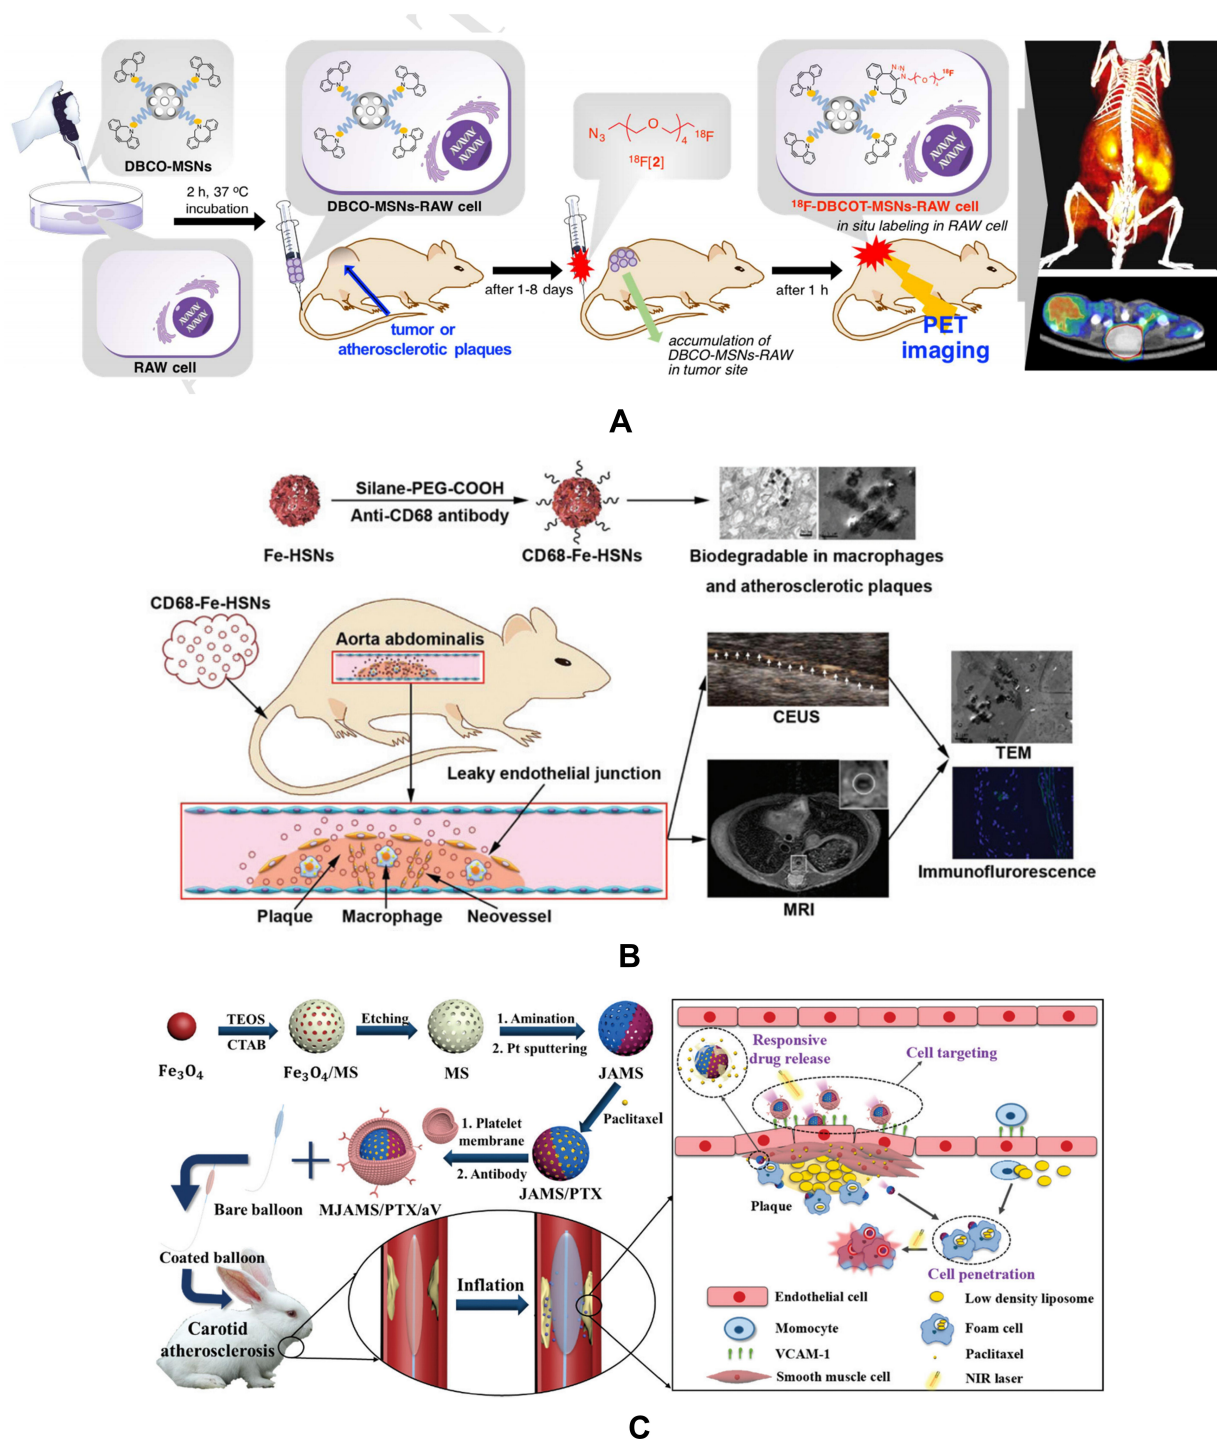 DBCO-MSNs
2 h, 37 ºC
incubation
RAW cell
DBCO-MSNs-RAW cell
tumor or
atherosclerotic plaques
after 1-8 days
N3
O
4
18F
18F[2]
accumulation of
DBCO-MSNs-RAW
in tumor site
after 1 h
18F-DBCOT-MSNs-RAW cell
in situ labeling in RAW cell
PET
imaging
A
Silane-PEG-COOH
Anti-CD68 antibody
Fe-HSNs
CD68-Fe-HSNs
Biodegradable in macrophages
and atherosclerotic plaques
CD68-Fe-HSNs
Aorta abdominalis
Leaky endothelial junction
Plaque
Macrophage
Neovessel
CEUS
MRI
TEM
Immunoflurorescence
B
Fe3O4
TEOS
CTAB
Fe3O4/MS
Etching
MS
1. Amination
2. Pt sputtering
JAMS
Paclitaxel
JAMS/PTX
1. Platelet
membrane
2. Antibody
MJAMS/PTX/aV
Bare balloon
Coated balloon
Carotid
atherosclerosis
Inflation
Responsive
drug release
Cell targeting
Plaque
Cell penetration
Endothelial cell
Low density liposome
Momocyte
Foam cell
VCAM-1
Paclitaxel
Smooth muscle cell
NIR laser
C